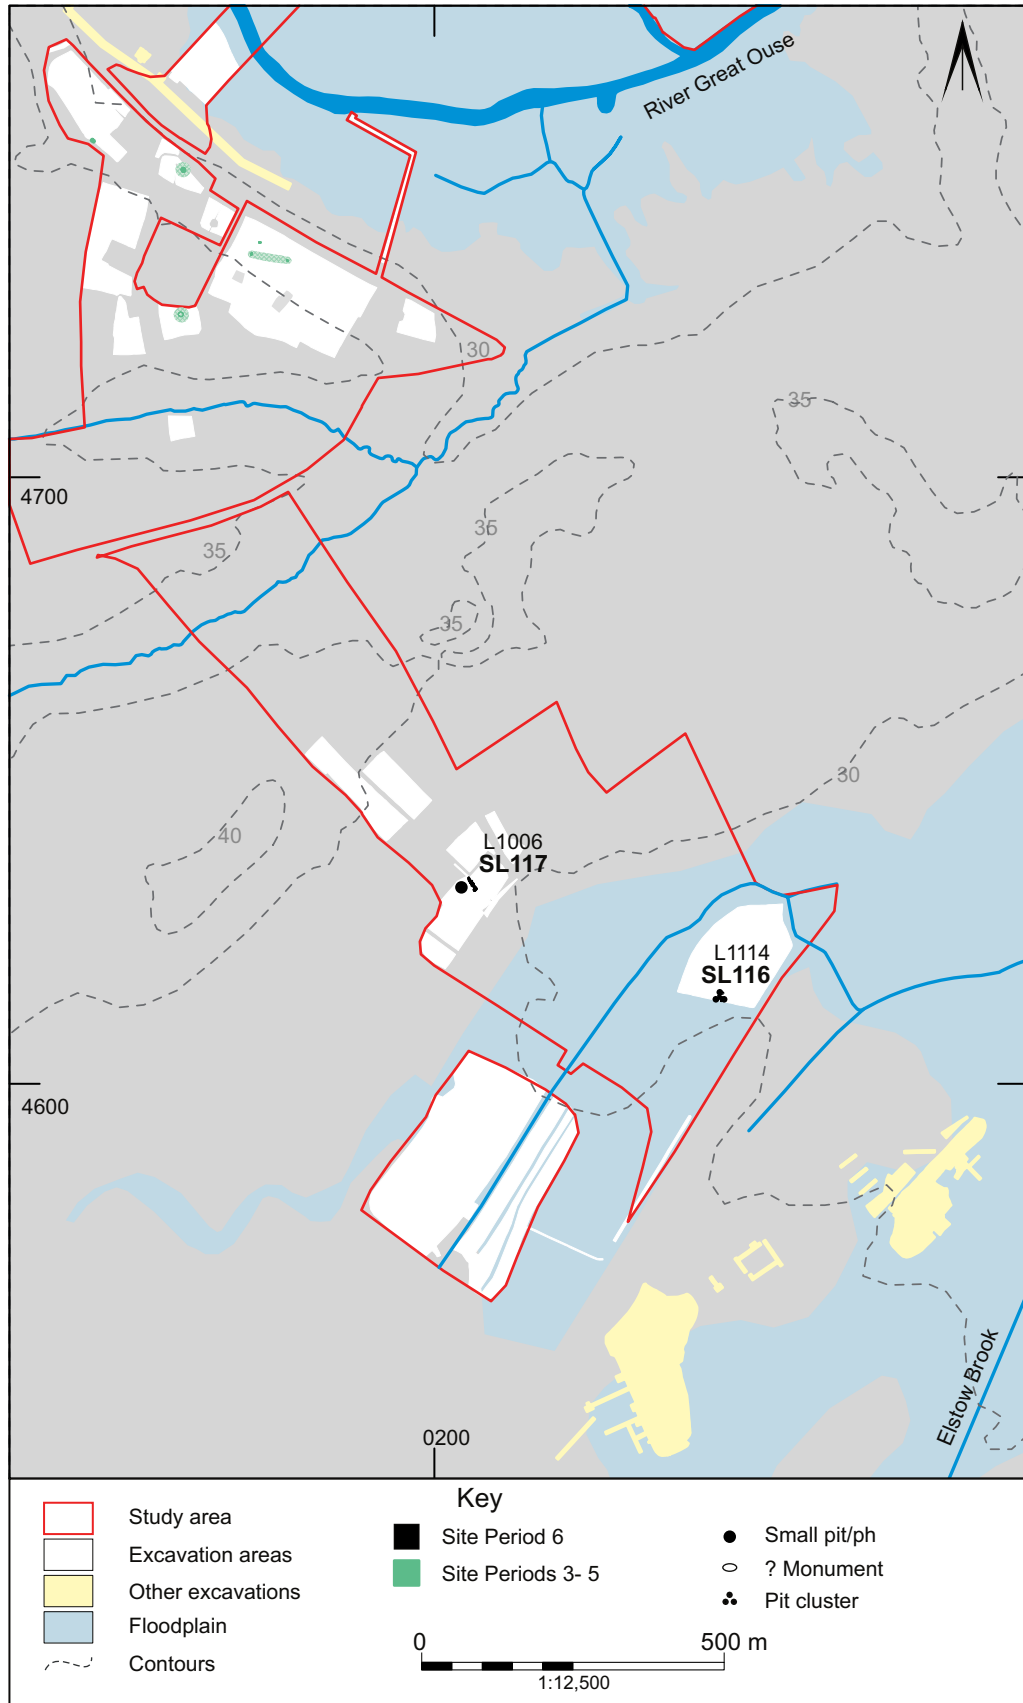 River Great Ouse
30
35
4700
35
35
35
30
40
L1006
SL117
L1114
SL116
4600
0200
Elstow Brook
Key
Study area
Excavation areas
Other excavations
Floodplain
Contours
Site Period 6
Site Periods 3- 5
Small pit/ph
? Monument
Pit cluster
0 500 m
1:12,500